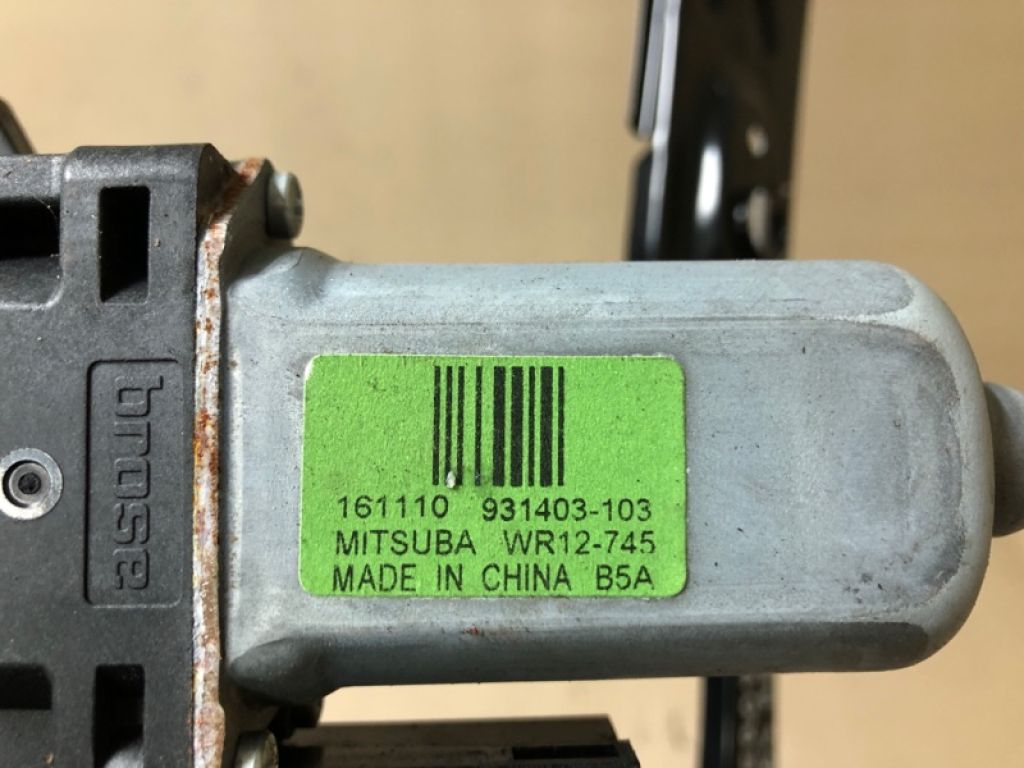 brose
161110 931403-103
MITSUBA WR12-745
MADE IN CHINA B5A